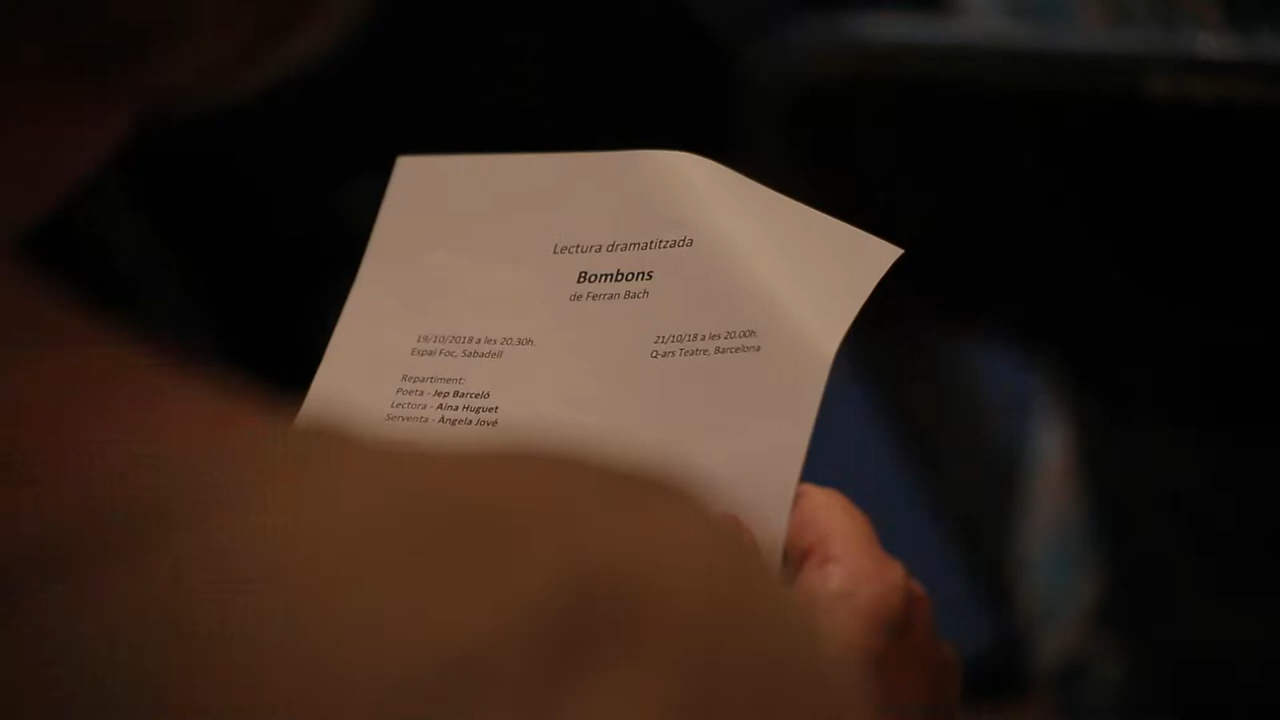 Lectura dramatitzada
Bombons
de Ferran Bach
19/10/2018 a les 20.30h.
Espai Foc, Sabadell
21/10/18 a les 20.00h.
Q-ars Teatre, Barcelona
Repartiment:
Poeta - Jep Barceló
Lectora - Aina Huguet
Serventa - Àngela Jové